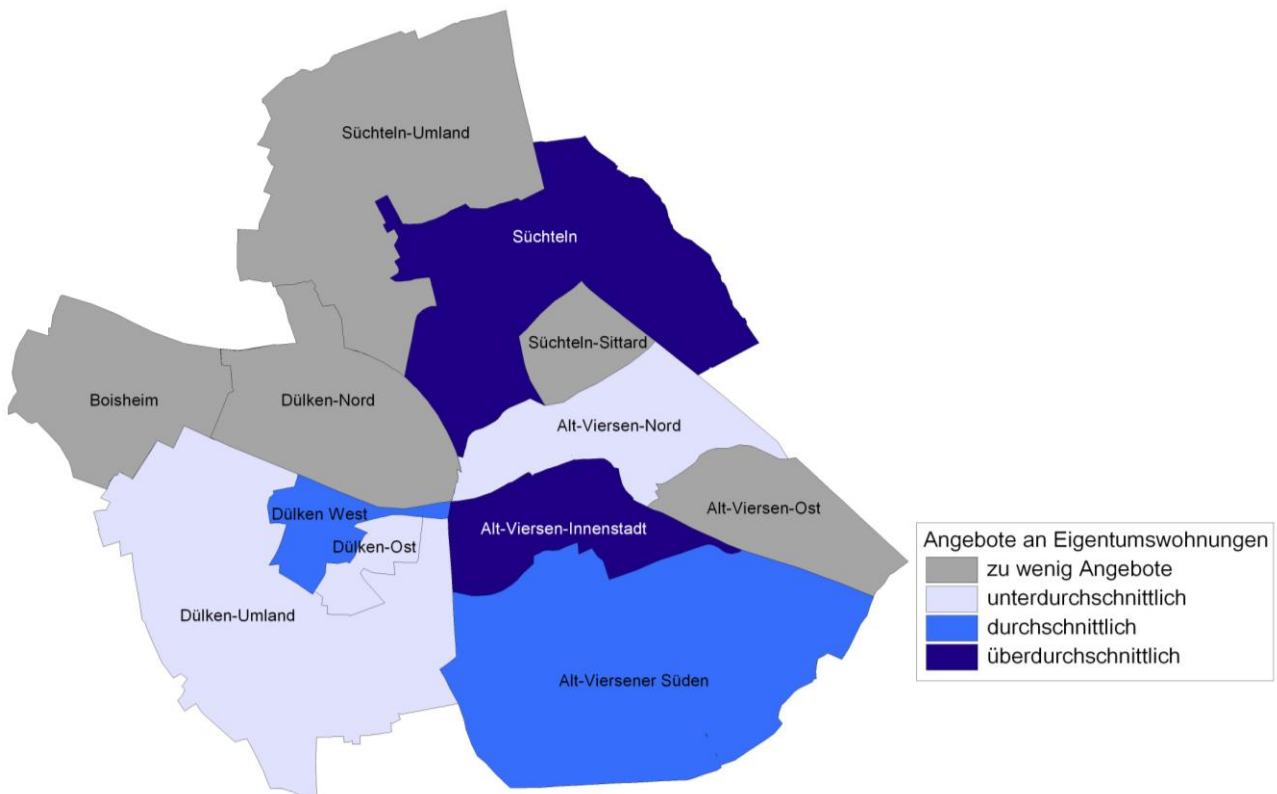 Süchteln-Umland
Süchteln
Süchteln-Sittard
Boisheim
Dülken-Nord
Alt-Viersen-Nord
Dülken West
Alt-Viersen-Innenstadt
Alt-Viersen-Ost
Dülken-Ost
Dülken-Umland
Alt-Viersener Süden
Angebote an Eigentumswohnungen
zu wenig Angebote
unterdurchschnittlich
durchschnittlich
überdurchschnittlich